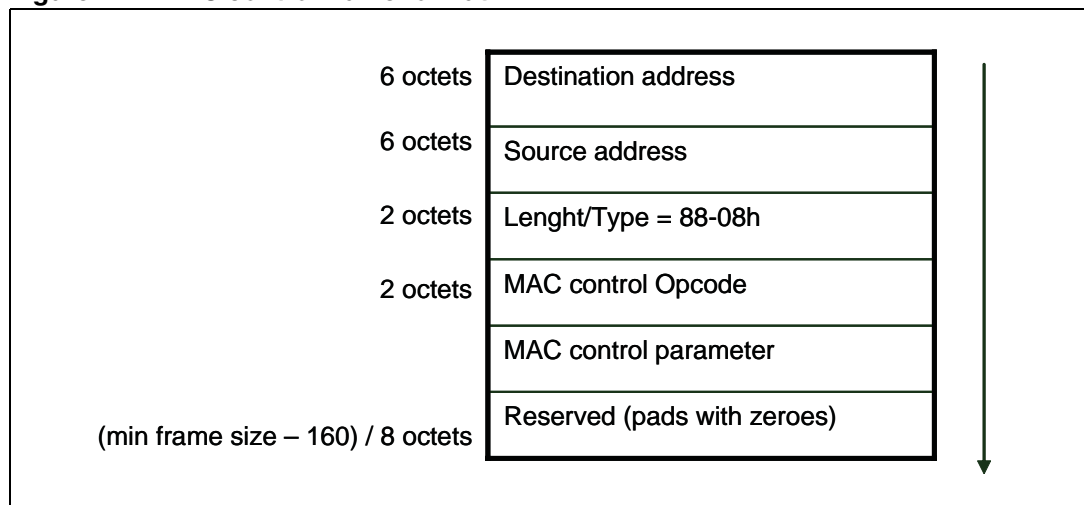 6 octets Destination address
6 octets Source address
2 octets Lenght/Type = 88-08h
2 octets MAC control Opcode
MAC control parameter
(min frame size – 160) / 8 octets Reserved (pads with zeroes)